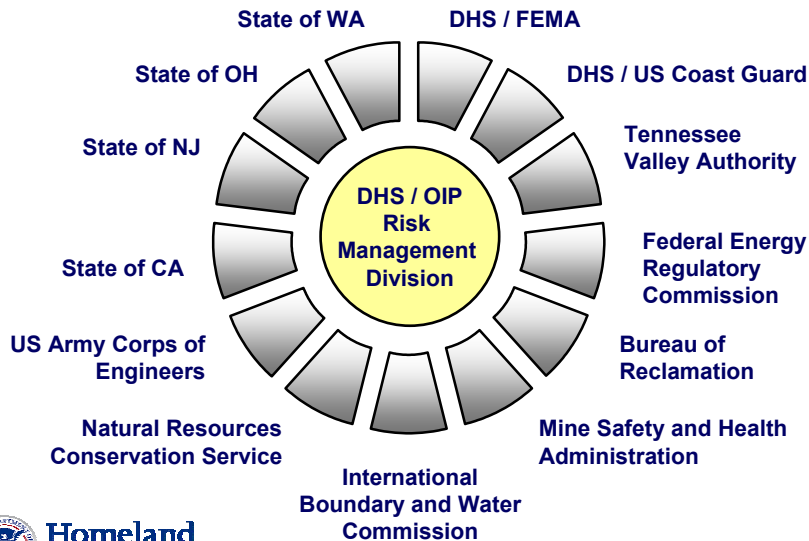 State of WA
DHS / FEMA
State of OH
DHS / US Coast Guard
State of NJ
Tennessee
Valley Authority
DHS / OIP
Risk
Management
Division
State of CA
Federal Energy
Regulatory
Commission
US Army Corps of
Engineers
Bureau of
Reclamation
Natural Resources
Conservation Service
Mine Safety and Health
Administration
International
Boundary and Water
Commission
Homeland